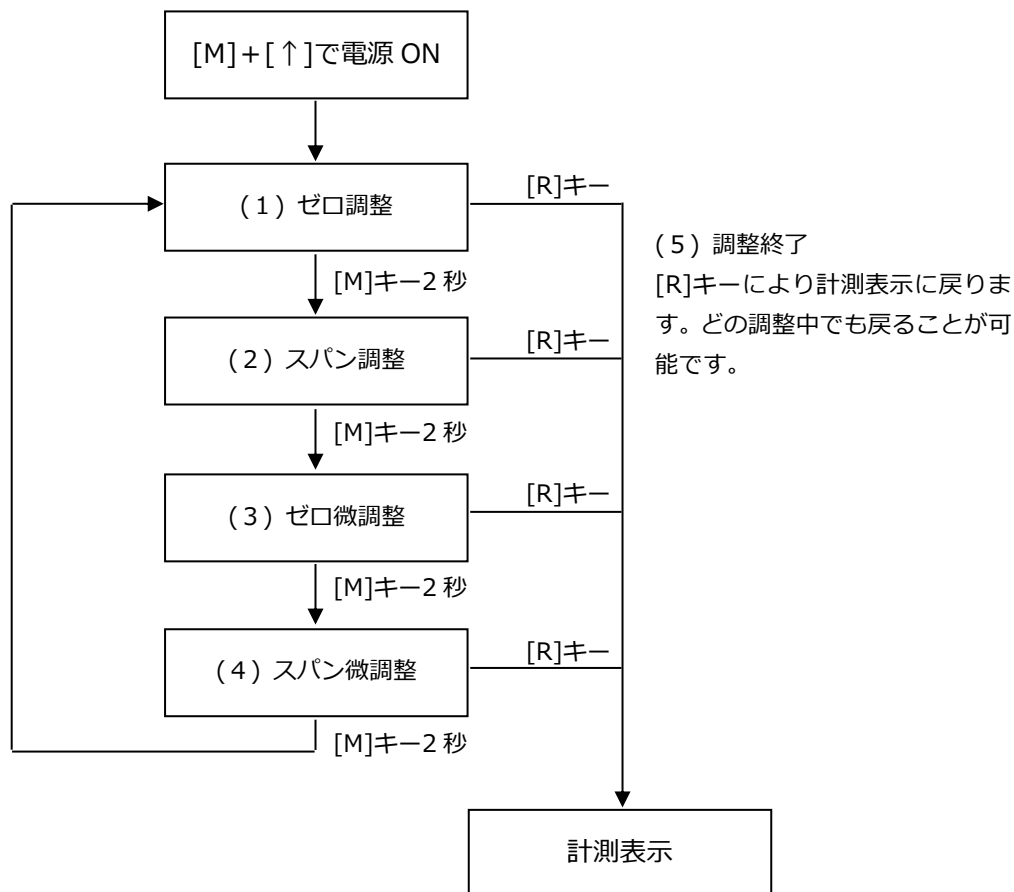 [M]+[↑]で電源 ON
(1) ゼロ調整
[R]キー
[M]キー2 秒
(5) 調整終了
[R]キーにより計測表示に戻りま
す。どの調整中でも戻ることが可
能です。
(2) スパン調整
[R]キー
[M]キー2 秒
(3) ゼロ微調整
[R]キー
[M]キー2 秒
(4) スパン微調整
[R]キー
[M]キー2 秒
計測表示